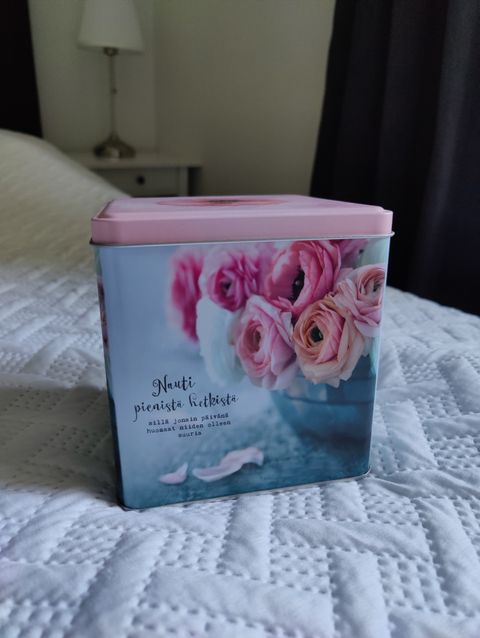 Nauti
pienistä hetkistä
sillä jonain päivänä
huomaat niiden olleen
suuria